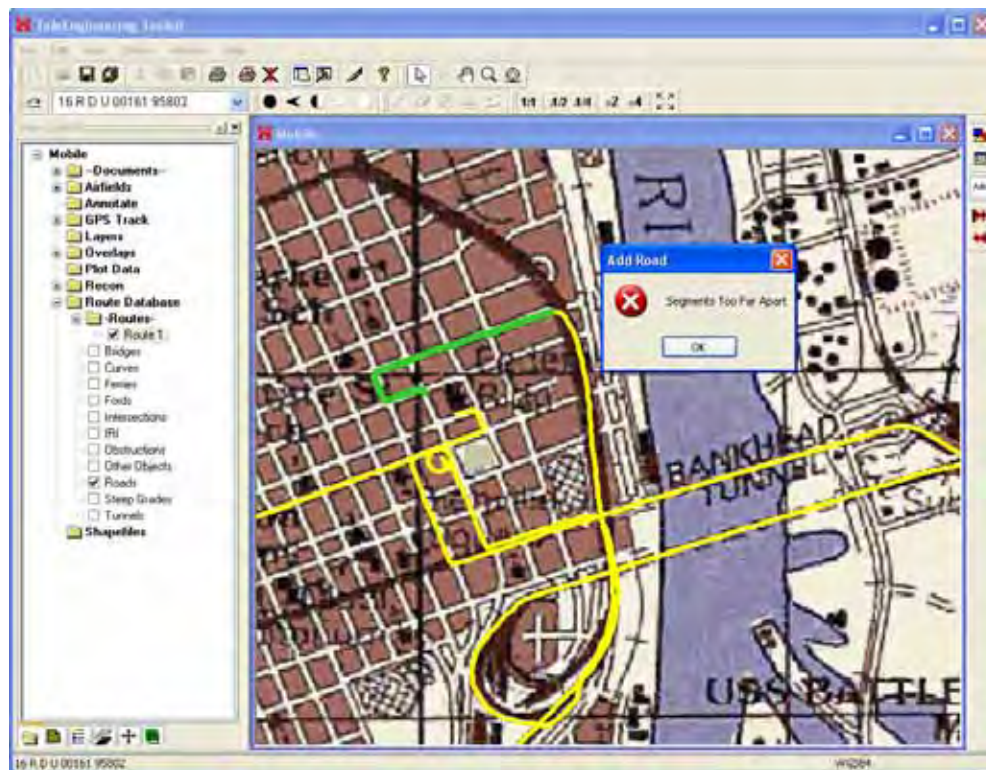 TeleEngineering Toolkit
16 R D U 00161 95802
1:1 1/2 1/4 x2 x4
Mobile
Mobile
-Documents-
Airfields
Annotate
GPS Track
Layers
Overlays
Plot Data
Recon
Route Database
-Routes-
Route 1
Bridges
Curves
Ferries
Fords
Intersections
IRI
Obstructions
Other Objects
Roads
Steep Grades
Tunnels
Shapefiles
RI
Add Road
Segments Too Far Apart
OK
BANKHEAD
TUNNEL
USS BATTLE
16 R D U 00161 95802
WGS84